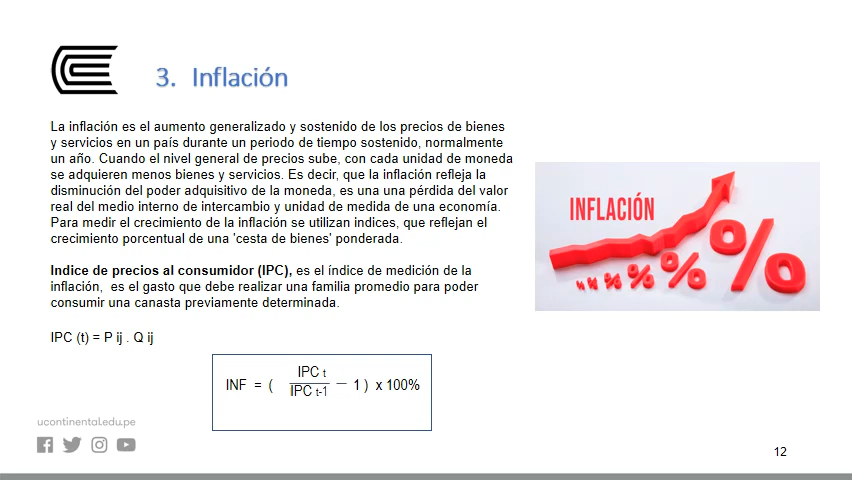 3. Inflación
La inflación es el aumento generalizado y sostenido de los precios de bienes
y servicios en un país durante un periodo de tiempo sostenido, normalmente
un año. Cuando el nivel general de precios sube, con cada unidad de moneda
se adquieren menos bienes y servicios. Es decir, que la inflación refleja la
disminución del poder adquisitivo de la moneda, es una una pérdida del valor
real del medio interno de intercambio y unidad de medida de una economía.
Para medir el crecimiento de la inflación se utilizan indices, que reflejan el
crecimiento porcentual de una 'cesta de bienes' ponderada.
Indice de precios al consumidor (IPC), es el índice de medición de la
inflación, es el gasto que debe realizar una familia promedio para poder
consumir una canasta previamente determinada.
IPC (t) = P ij . Q ij
INF = ( IPC t / IPC t-1 − 1 ) x 100%
INFLACIÓN
% % % % % %
ucontinental.edu.pe
12